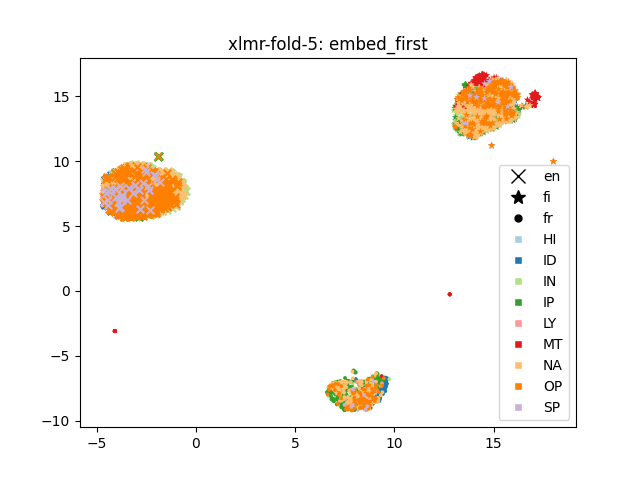 xlmr-fold-5: embed_first
15
10
5
0
−5
−10
−5
0
5
10
15
en
fi
fr
HI
ID
IN
IP
LY
MT
NA
OP
SP